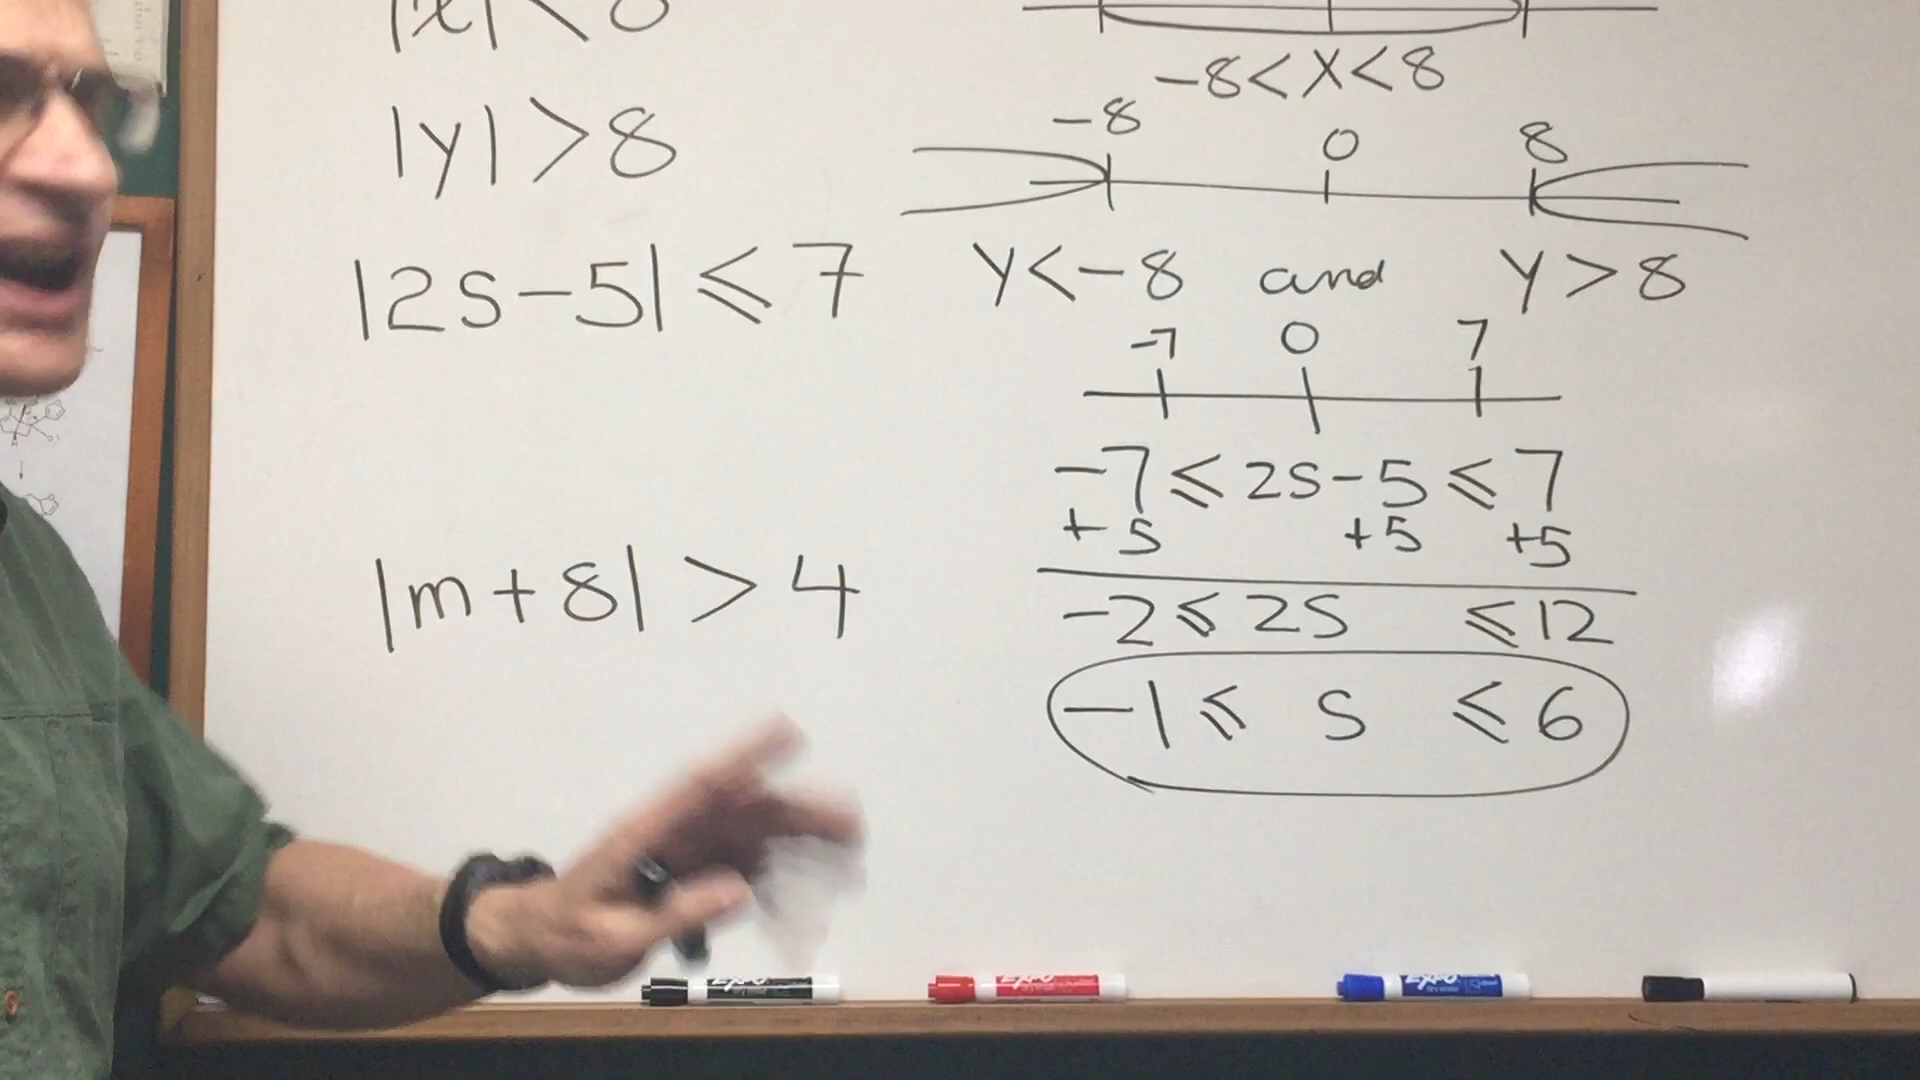 |x| < 8
-8 < x < 8
|y| > 8
-8 0 8
y < -8 and y > 8
|2s - 5| ⩽ 7
-7 0 7
-7 ⩽ 2s - 5 ⩽ 7
+5 +5 +5
-2 ⩽ 2s ⩽ 12
|m + 8| > 4
-1 ⩽ s ⩽ 6
EXPO
EXPO
EXPO